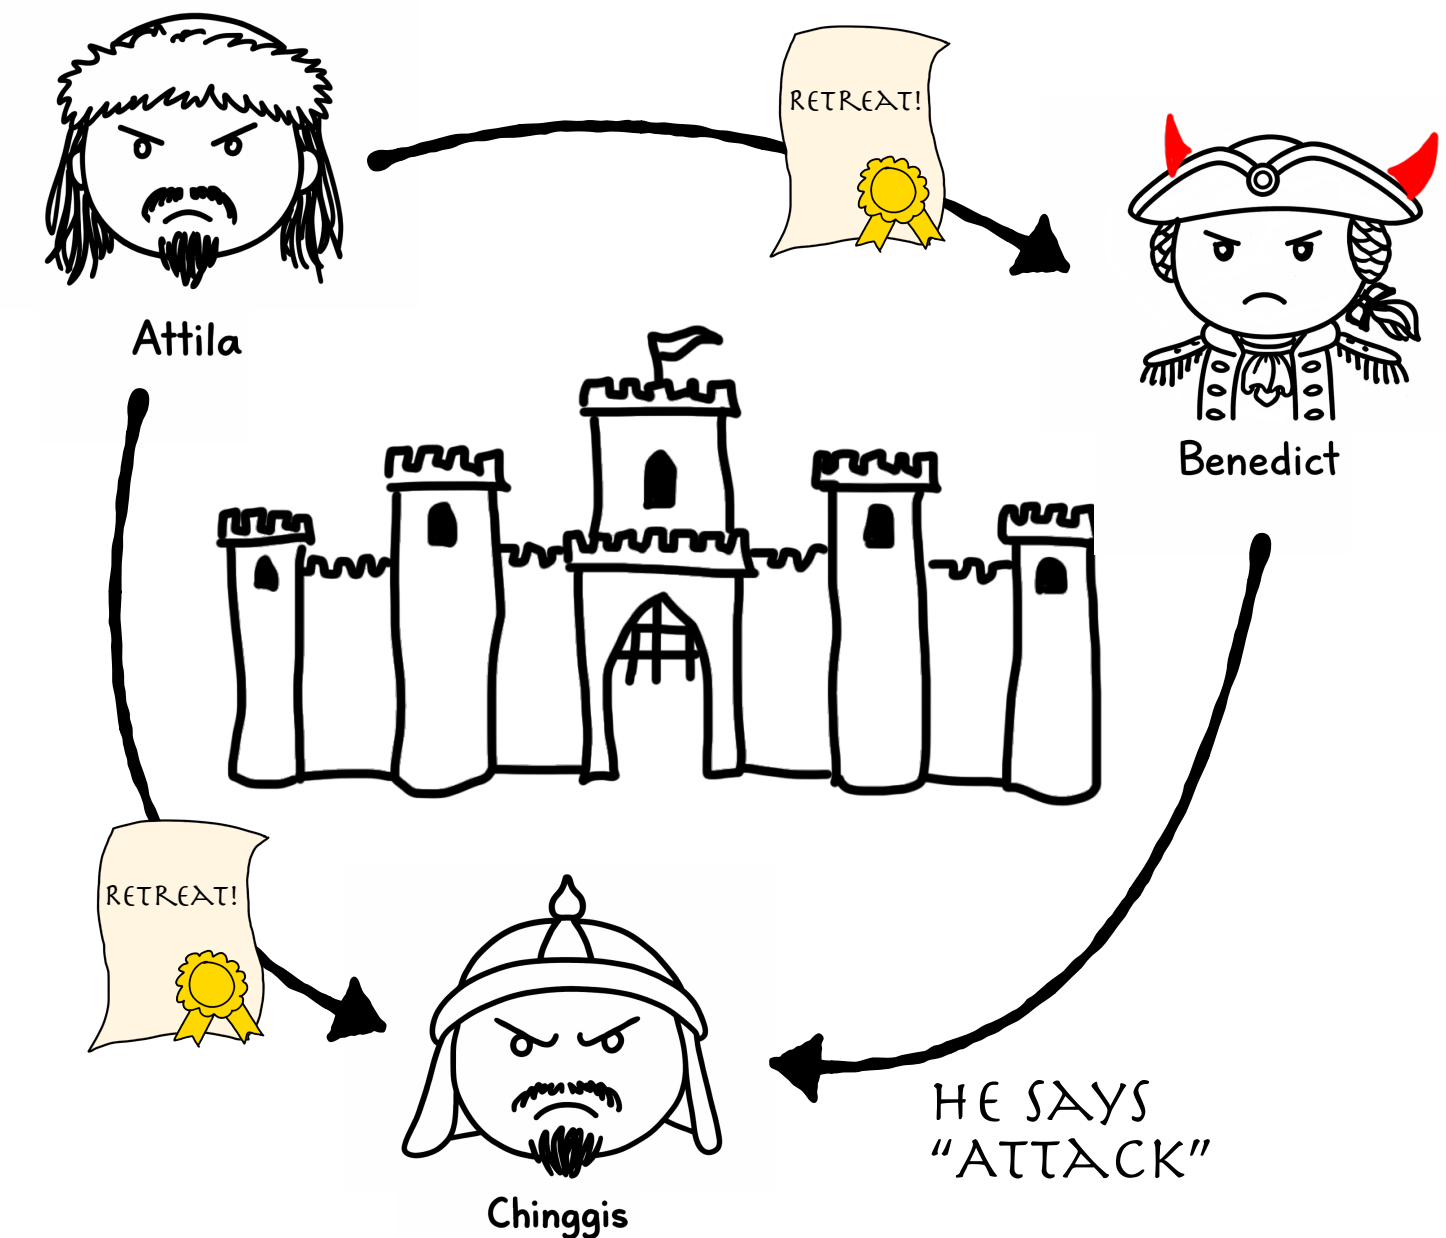 RETREAT!
Attila
Benedict
RETREAT!
HE SAYS
“ATTACK”
Chinggis